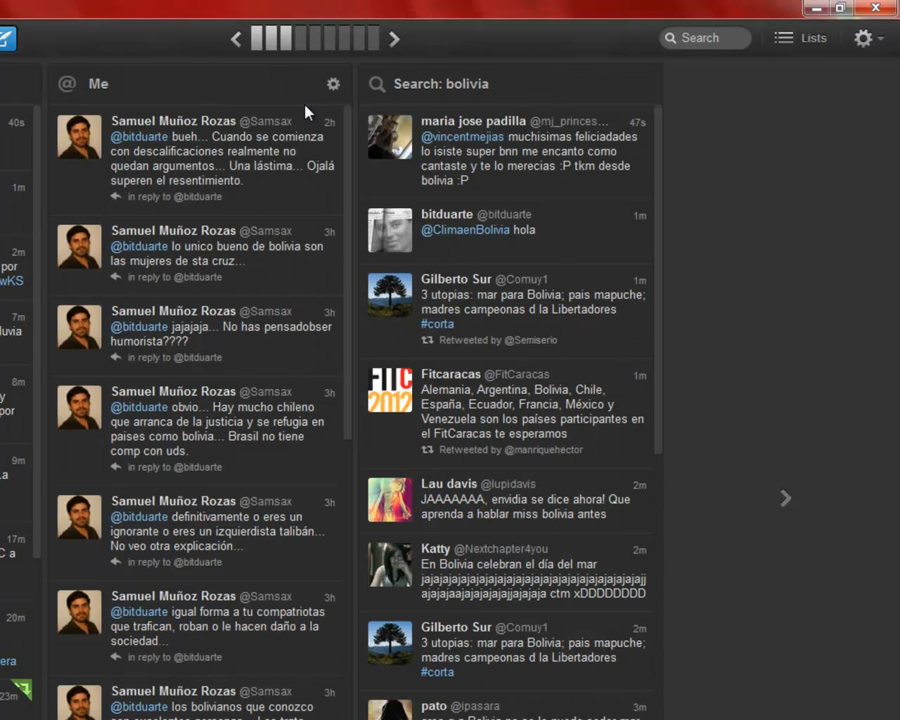 Search
Lists
40s
1m
2m
por
wKS
7m
luvia
8m
y
por
9m
.a
17m
C a
20m
era
23m
@ Me
Samuel Muñoz Rozas @Samsax 2h
@bitduarte bueh... Cuando se comienza
con descalificaciones realmente no
quedan argumentos... Una lástima... Ojalá
superen el resentimiento.
in reply to @bitduarte
Samuel Muñoz Rozas @Samsax 3h
@bitduarte lo unico bueno de bolivia son
las mujeres de sta cruz...
in reply to @bitduarte
Samuel Muñoz Rozas @Samsax 3h
@bitduarte jajajaja... No has pensadobser
humorista????
in reply to @bitduarte
Samuel Muñoz Rozas @Samsax 3h
@bitduarte obvio... Hay mucho chileno
que arranca de la justicia y se refugia en
paises como bolivia... Brasil no tiene
comp con uds.
in reply to @bitduarte
Samuel Muñoz Rozas @Samsax 3h
@bitduarte definitivamente o eres un
ignorante o eres un izquierdista talibán...
No veo otra explicación...
in reply to @bitduarte
Samuel Muñoz Rozas @Samsax 3h
@bitduarte igual forma a tu compatriotas
que trafican, roban o le hacen daño a la
sociedad...
in reply to @bitduarte
Samuel Muñoz Rozas @Samsax 3h
@bitduarte los bolivianos que conozco
Search: bolivia
maria jose padilla @mj_princes... 47s
@vincentmejias muchisimas feliciadades
lo isiste super bnn me encanto como
cantaste y te lo merecias :P tkm desde
bolivia :P
bitduarte @bitduarte 1m
@ClimaenBolivia hola
Gilberto Sur @Comuy1 1m
3 utopias: mar para Bolivia; pais mapuche;
madres campeonas d la Libertadores
#corta
Retweeted by @Semiserio
Fitcaracas @FitCaracas 1m
Alemania, Argentina, Bolivia, Chile,
España, Ecuador, Francia, México y
Venezuela son los países participantes en
el FitCaracas te esperamos
Retweeted by @manriquehector
FITC
2012
Lau davis @lupidavis 2m
JAAAAAAA, envidia se dice ahora! Que
aprenda a hablar miss bolivia antes
Katty @Nextchapter4you 2m
En Bolivia celebran el día del mar
jajajajajajajajajajajajajajajajajajajajajajajajajajajj
ajajajaajajajajajajjajajaja ctm xDDDDDDDD
Gilberto Sur @Comuy1 2m
3 utopias: mar para Bolivia; pais mapuche;
madres campeonas d la Libertadores
#corta
pato @ipasara 3m